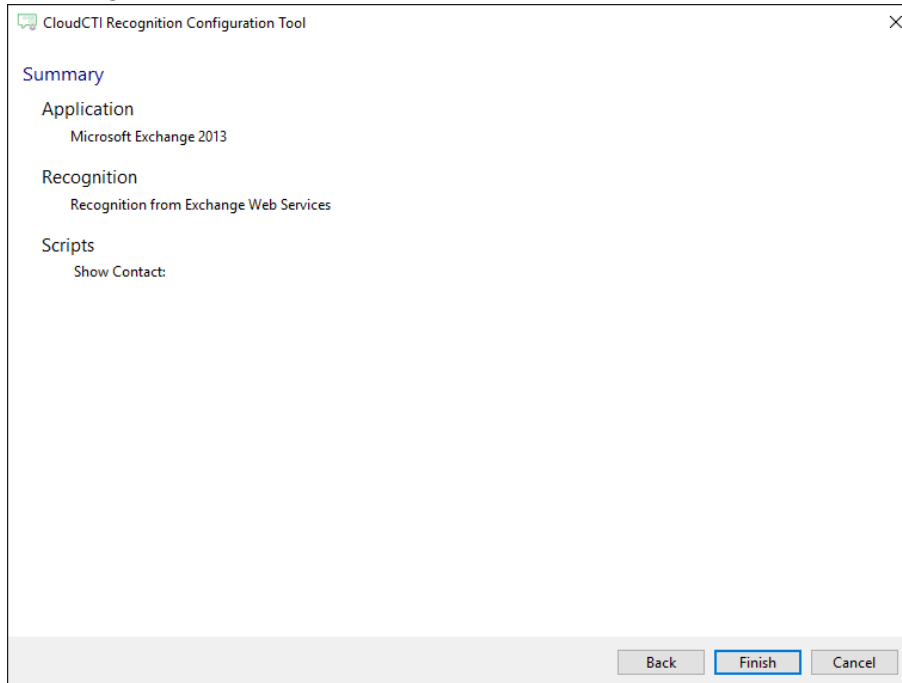 CloudCTI Recognition Configuration Tool
Summary
Application
Microsoft Exchange 2013
Recognition
Recognition from Exchange Web Services
Scripts
Show Contact:
Back Finish Cancel